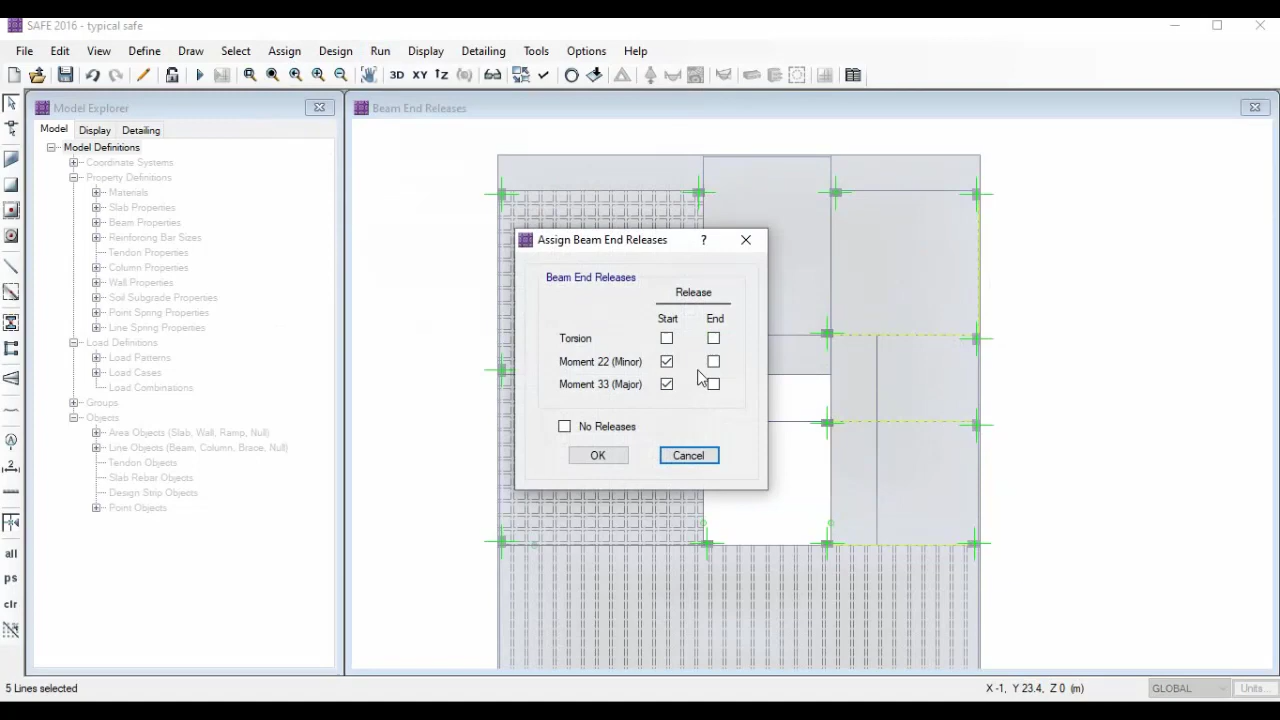 SAFE 2016 - typical safe
File Edit View Define Draw Select Assign Design Run Display Detailing Tools Options Help
3D XY
Model Explorer
Beam End Releases
Model Display Detailing
Model Definitions
Coordinate Systems
Property Definitions
Materials
Slab Properties
Beam Properties
Reinforcing Bar Sizes
Tendon Properties
Column Properties
Wall Properties
Soil Subgrade Properties
Point Spring Properties
Line Spring Properties
Load Definitions
Load Patterns
Load Cases
Load Combinations
Groups
Objects
Area Objects (Slab, Wall, Ramp, Null)
Line Objects (Beam, Column, Brace, Null)
Tendon Objects
Slab Rebar Objects
Design Strip Objects
Point Objects
all
ps
clr
Assign Beam End Releases
?
Beam End Releases
Release
Start End
Torsion
Moment 22 (Minor)
Moment 33 (Major)
No Releases
OK Cancel
5 Lines selected
X -1, Y 23.4, Z 0 (m)
GLOBAL
Units...